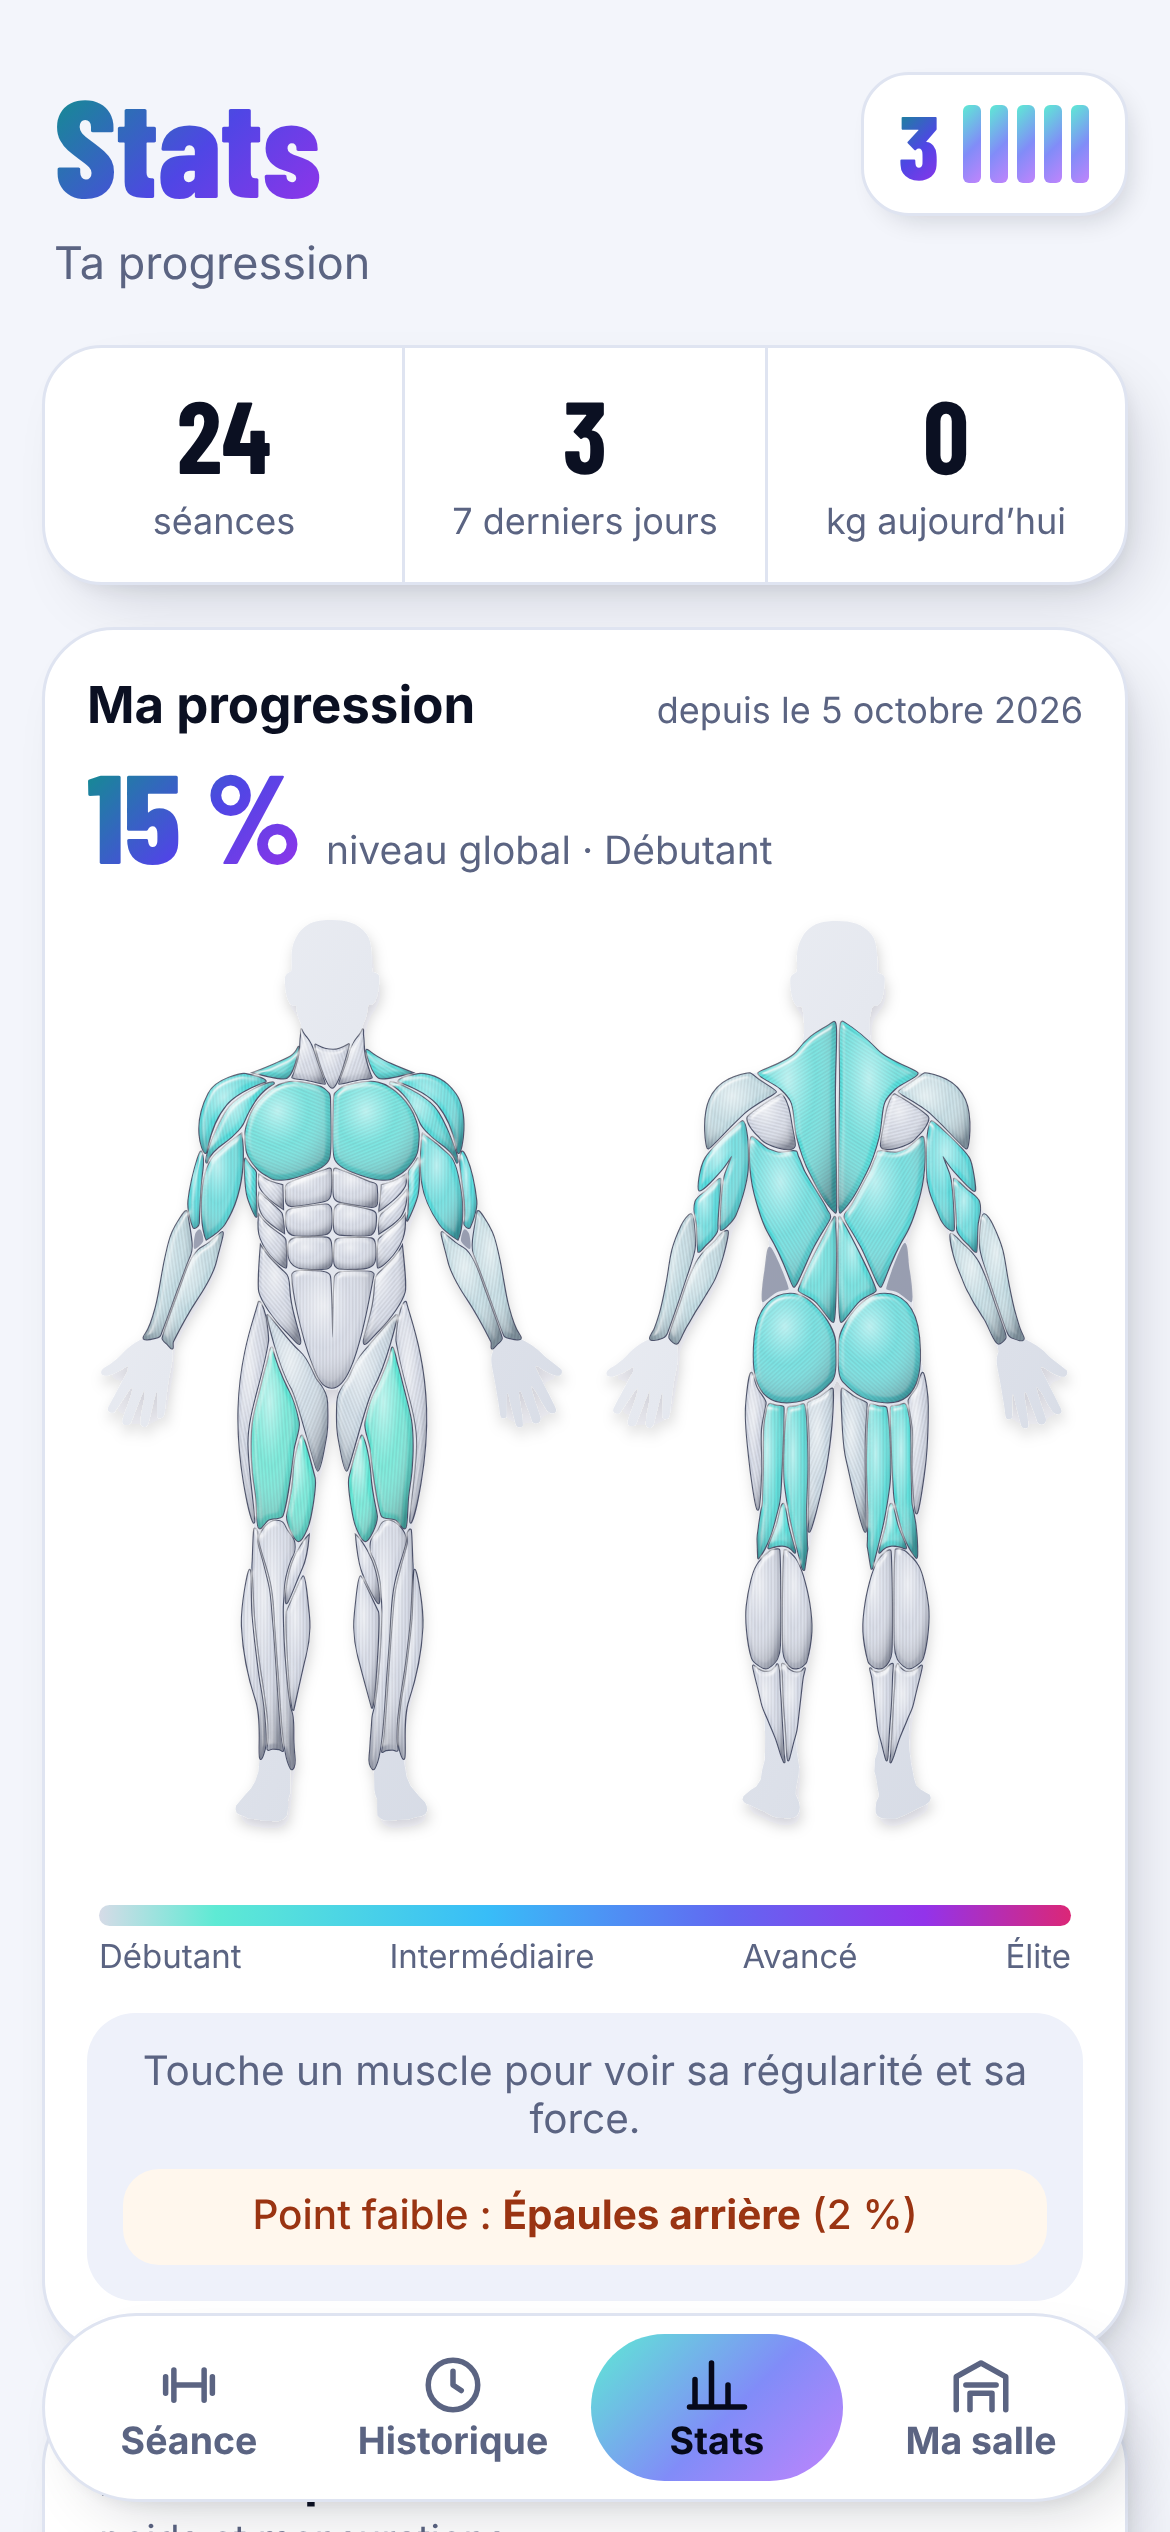 Stats
3
Ta progression
24
séances
3
7 derniers jours
0
kg aujourd’hui
Ma progression
depuis le 5 octobre 2026
15 %
niveau global · Débutant
Débutant
Intermédiaire
Avancé
Élite
Touche un muscle pour voir sa régularité et sa
force.
Point faible : Épaules arrière (2 %)
Séance
Historique
Stats
Ma salle